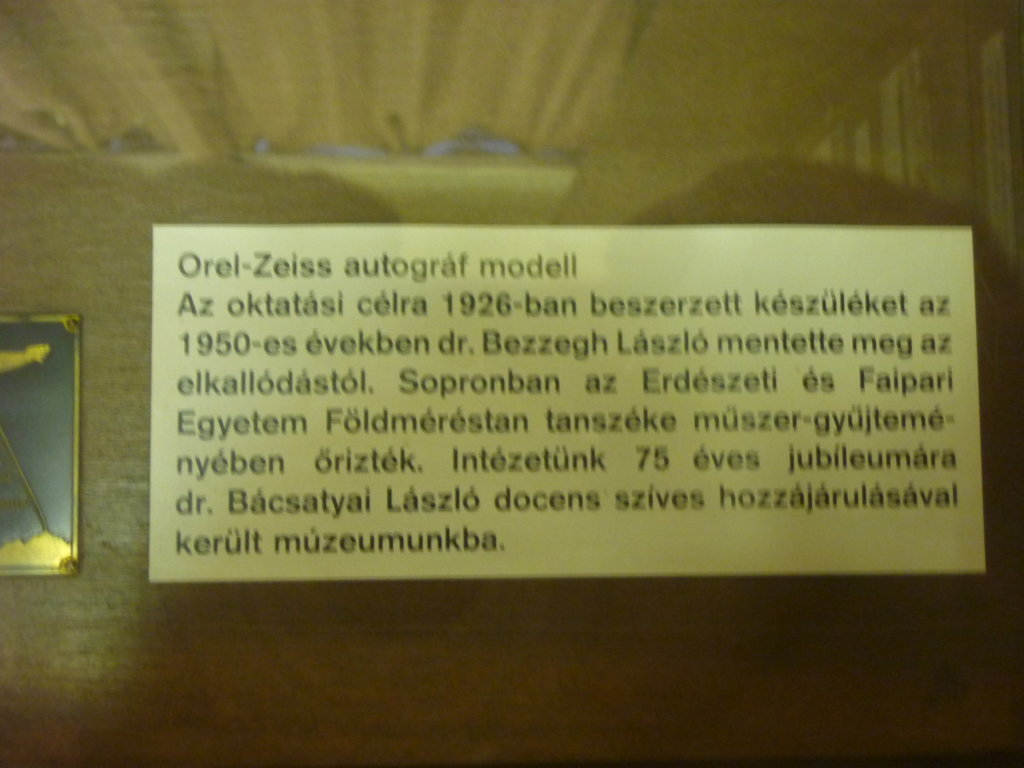 Orel-Zeiss autográf modell
Az oktatási célra 1926-ban beszerzett készüléket az
1950-es években dr. Bezzegh László mentette meg az
elkallódástól. Sopronban az Erdészeti és Faipari
Egyetem Földméréstan tanszéke műszer-gyűjtemé-
nyében őrizték. Intézetünk 75 éves jubíleumára
dr. Bácsatyai László docens szíves hozzájárulásával
került múzeumunkba.